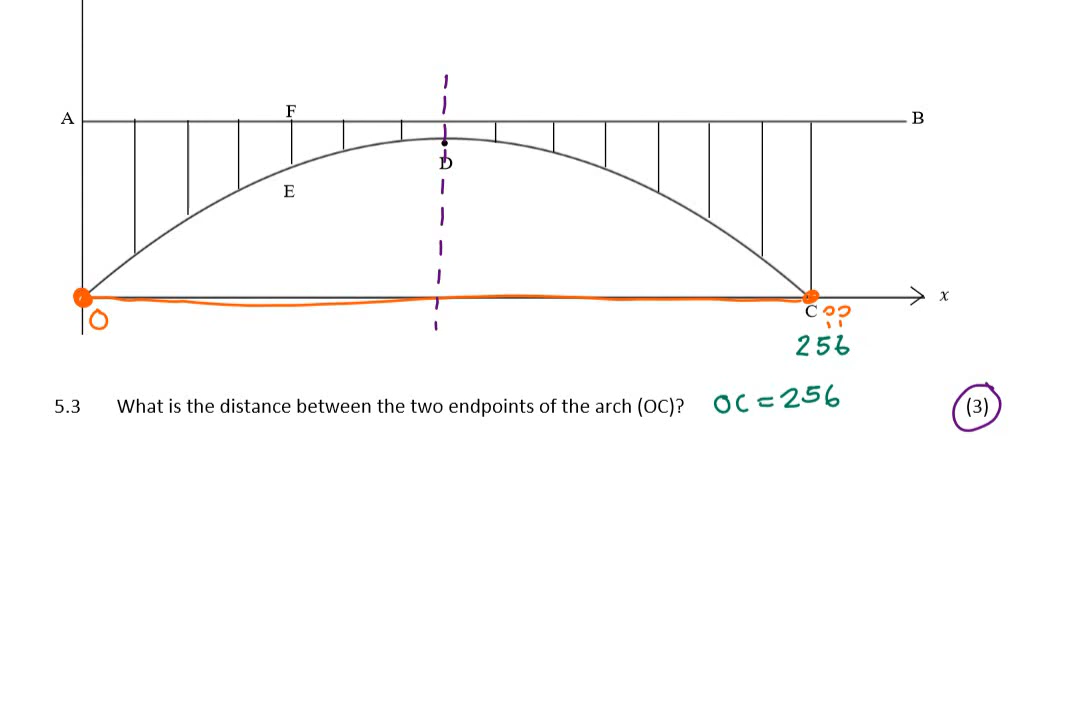 F
A B
D
E
x
O C ??
256
5.3 What is the distance between the two endpoints of the arch (OC)? OC = 256 (3)